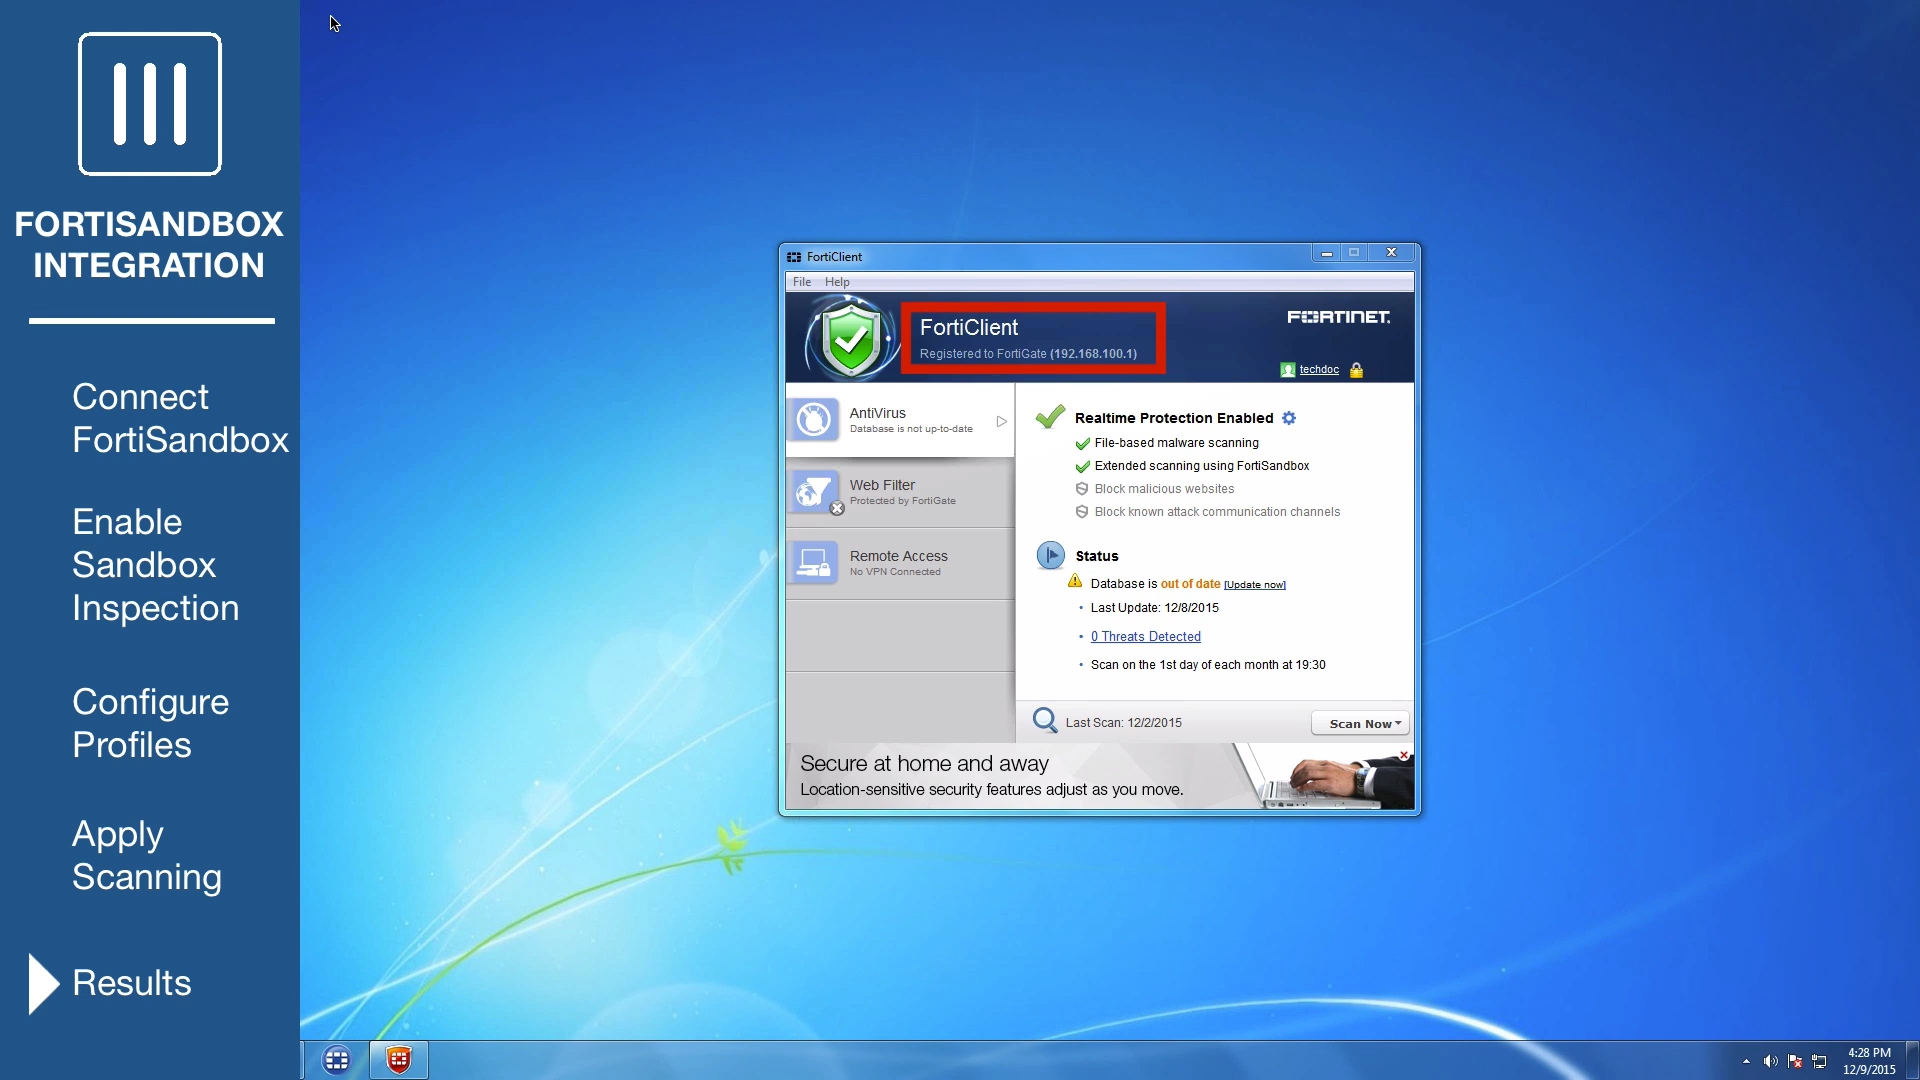 FORTISANDBOX
INTEGRATION
Connect
FortiSandbox
Enable
Sandbox
Inspection
Configure
Profiles
Apply
Scanning
Results
FortiClient
File Help
FortiClient
Registered to FortiGate (192.168.100.1)
FORTINET
techdoc
AntiVirus
Database is not up-to-date
Web Filter
Protected by FortiGate
Remote Access
No VPN Connected
Realtime Protection Enabled
File-based malware scanning
Extended scanning using FortiSandbox
Block malicious websites
Block known attack communication channels
Status
Database is out of date [Update now]
Last Update: 12/8/2015
0 Threats Detected
Scan on the 1st day of each month at 19:30
Last Scan: 12/2/2015
Scan Now
Secure at home and away
Location-sensitive security features adjust as you move.
4:28 PM
12/9/2015